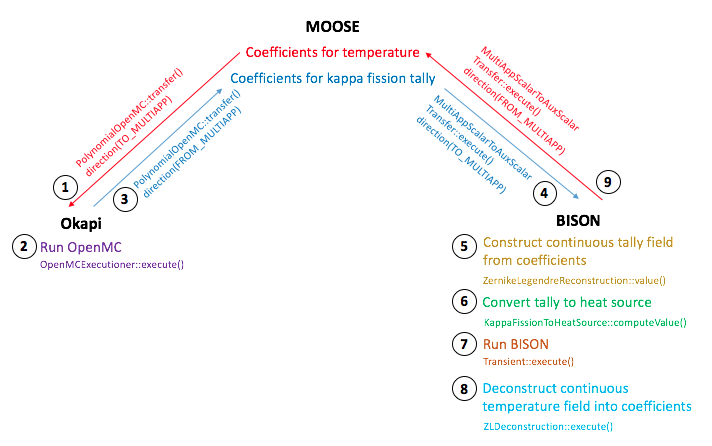 MOOSE
Coefficients for temperature
Coefficients for kappa fission tally
PolynomialOpenMC::transfer()
direction(TO_MULTIAPP)
PolynomialOpenMC::transfer()
direction(FROM_MULTIAPP)
MultiAppScalarToAuxScalar
Transfer::execute()
direction(TO_MULTIAPP)
MultiAppScalarToAuxScalar
Transfer::execute()
direction(FROM_MULTIAPP)
1
3
4
9
Okapi
2 Run OpenMC
OpenMCExecutioner::execute()
BISON
5 Construct continuous tally field
from coefficients
ZernikeLegendreReconstruction::value()
6 Convert tally to heat source
KappaFissionToHeatSource::computeValue()
7 Run BISON
Transient::execute()
8 Deconstruct continuous
temperature field into coefficients
ZLDeconstruction::execute()